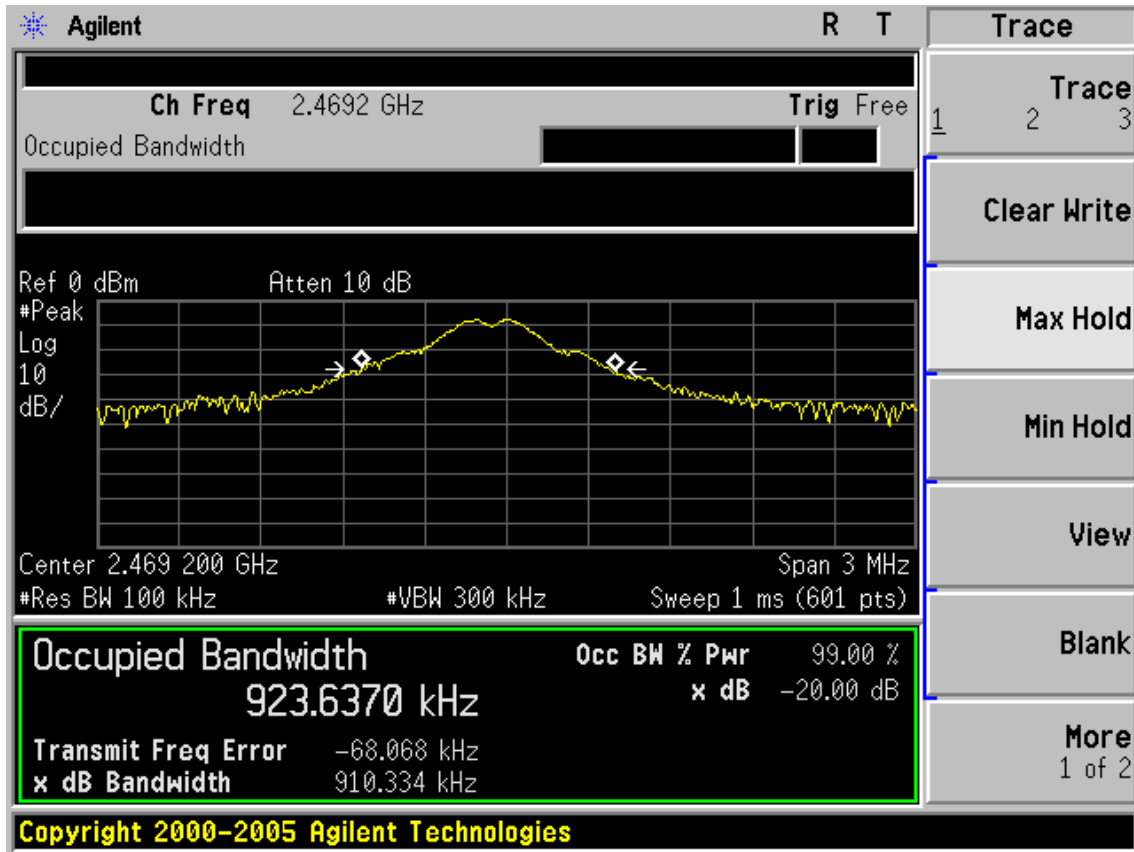 Agilent R T
Ch Freq 2.4692 GHz Trig Free
Occupied Bandwidth
Ref 0 dBm Atten 10 dB
#Peak
Log
10
dB/
Center 2.469 200 GHz Span 3 MHz
#Res BW 100 kHz #VBW 300 kHz Sweep 1 ms (601 pts)
Occupied Bandwidth Occ BW % Pwr 99.00 %
923.6370 kHz x dB -20.00 dB
Transmit Freq Error -68.068 kHz
x dB Bandwidth 910.334 kHz
Copyright 2000-2005 Agilent Technologies
Trace
Trace
1 2 3
Clear Write
Max Hold
Min Hold
View
Blank
More
1 of 2